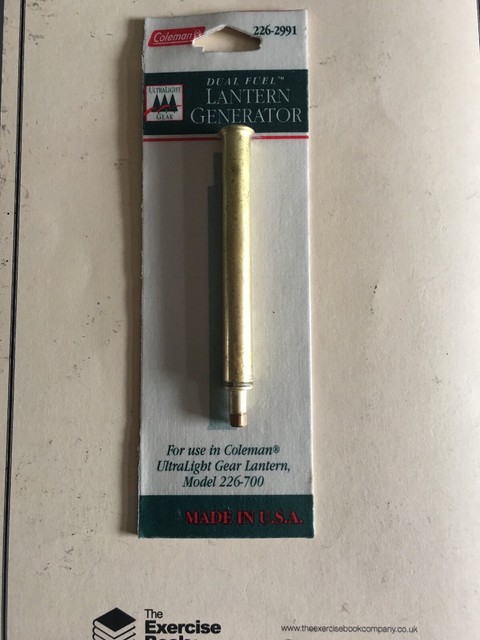 Coleman®
226-2991
DUAL FUEL™
LANTERN
GENERATOR
ULTRALIGHT
GEAR
For use in Coleman®
UltraLight Gear Lantern,
Model 226-700
MADE IN U.S.A.
The
Exercise
Book
www.theexercisebookcompany.co.uk